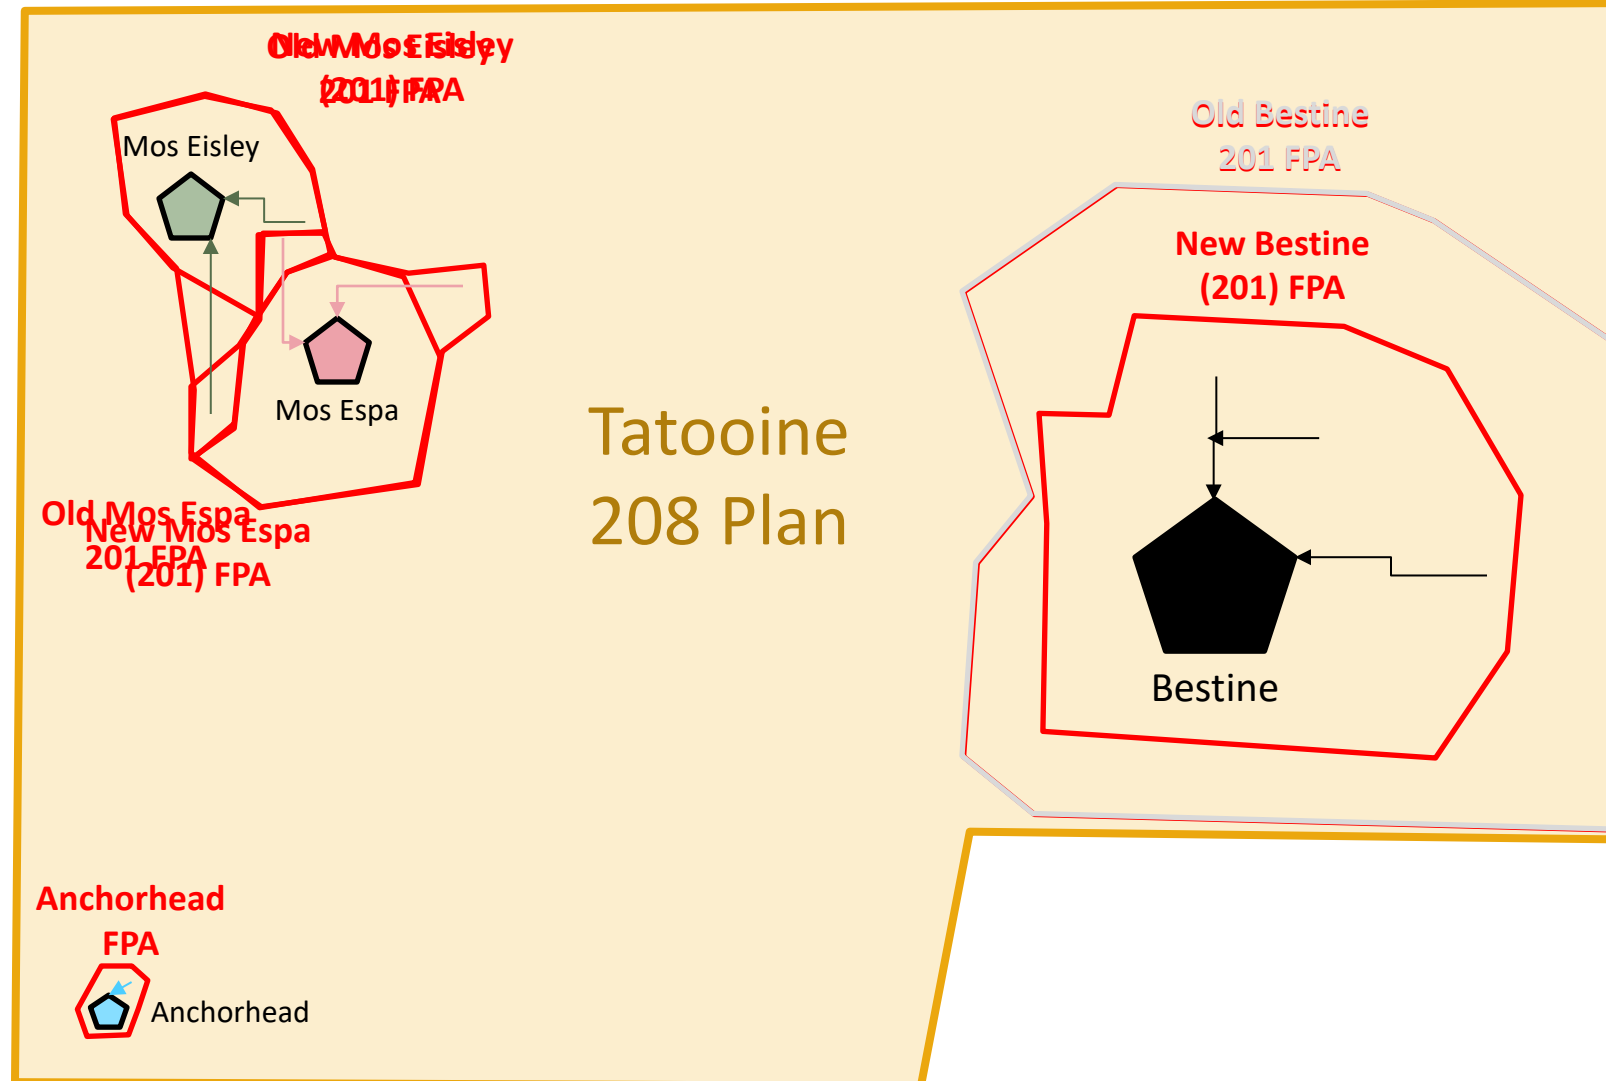 Old Mos Eisley
201 FPA
New Mos Eisley
(201) FPA
Mos Eisley
Old Bestine
201 FPA
New Bestine
(201) FPA
Mos Espa
Tatooine
208 Plan
Old Mos Espa
201 FPA
New Mos Espa
(201) FPA
Bestine
Anchorhead
FPA
Anchorhead